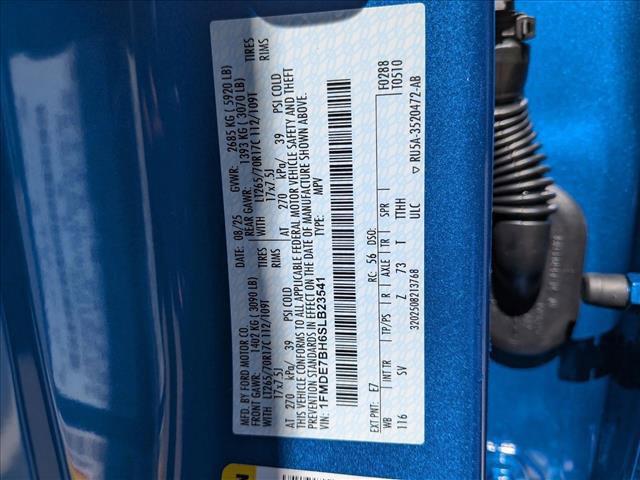 MFD. BY FORD MOTOR CO.
DATE: 08/25 GVWR: 2685 KG ( 5920 LB)
FRONT GAWR: 1402 KG ( 3090 LB) REAR GAWR: 1393 KG ( 3070 LB)
WITH LT265/70R17C 112/109T TIRES WITH LT265/70R17C 112/109T TIRES
17x7.5J RIMS 17x7.5J RIMS
AT 270 kPa/ 39 PSI COLD AT 270 kPa/ 39 PSI COLD
THIS VEHICLE CONFORMS TO ALL APPLICABLE FEDERAL MOTOR VEHICLE SAFETY AND THEFT
PREVENTION STANDARDS IN EFFECT ON THE DATE OF MANUFACTURE SHOWN ABOVE.
VIN: 1FMDE7BH6SLB23541 TYPE: MPV
EXT PNT: E7 RC: 56 DSO: F0288
T0510
WB INT TR TP/PS R AXLE TR SPR
116 SV Z 73 T TTHH
ULC
3202508213768
▽ RU5A-3520472-AB
N